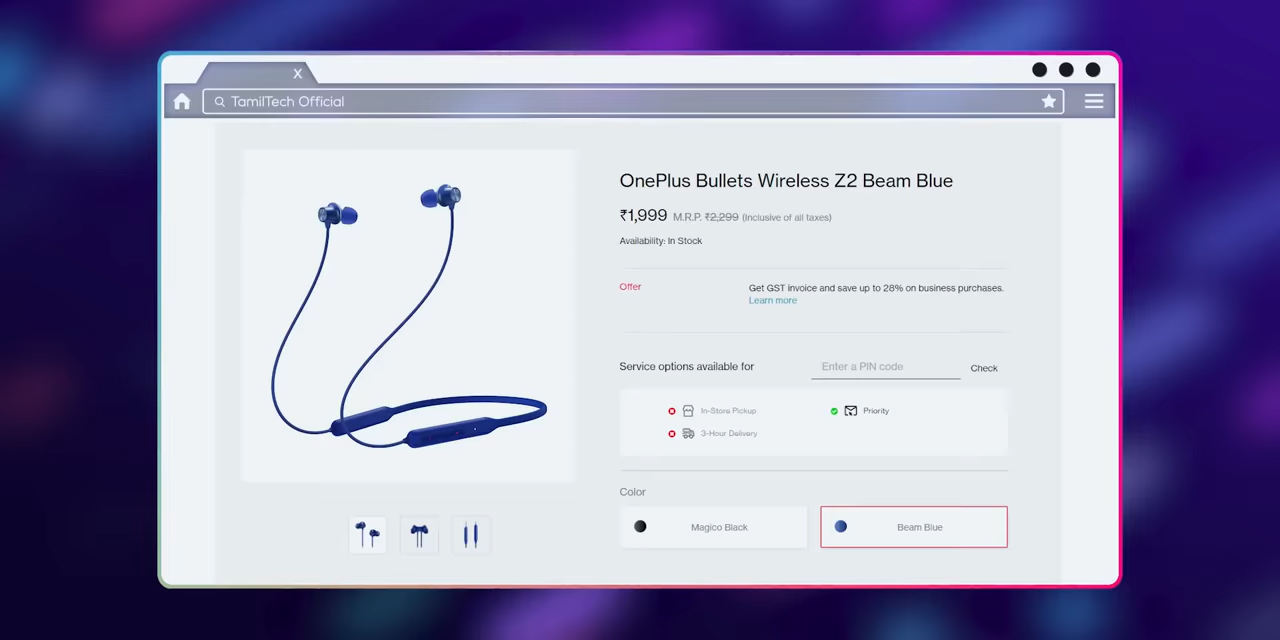 X
TamilTech Official
OnePlus Bullets Wireless Z2 Beam Blue
₹1,999 M.R.P. ₹2,299 (Inclusive of all taxes)
Availability: In Stock
Offer
Get GST invoice and save up to 28% on business purchases.
Learn more
Service options available for
Enter a PIN code
Check
In-Store Pickup
Priority
3-Hour Delivery
Color
Magico Black
Beam Blue